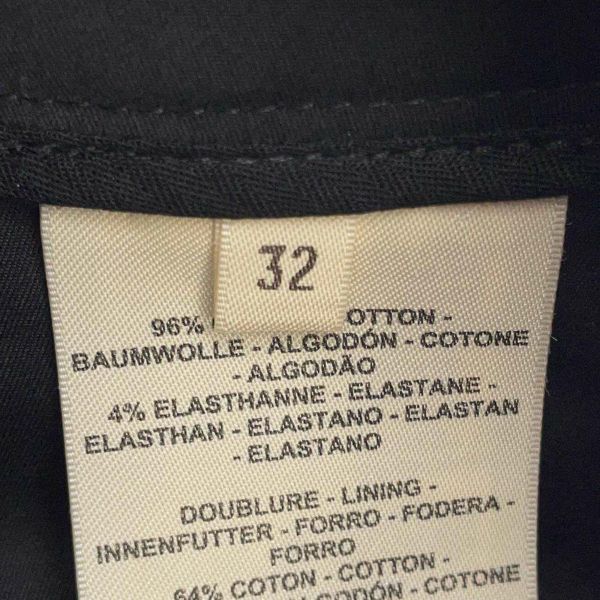 32
96% OTTON -
BAUMWOLLE - ALGODÓN - COTONE
- ALGODÃO
4% ELASTHANNE - ELASTANE -
ELASTHAN - ELASTANO - ELASTAN
- ELASTANO
DOUBLURE - LINING -
INNENFUTTER - FORRO - FODERA -
FORRO
64% COTON - COTTON -
- ALGODÓN - COTONE